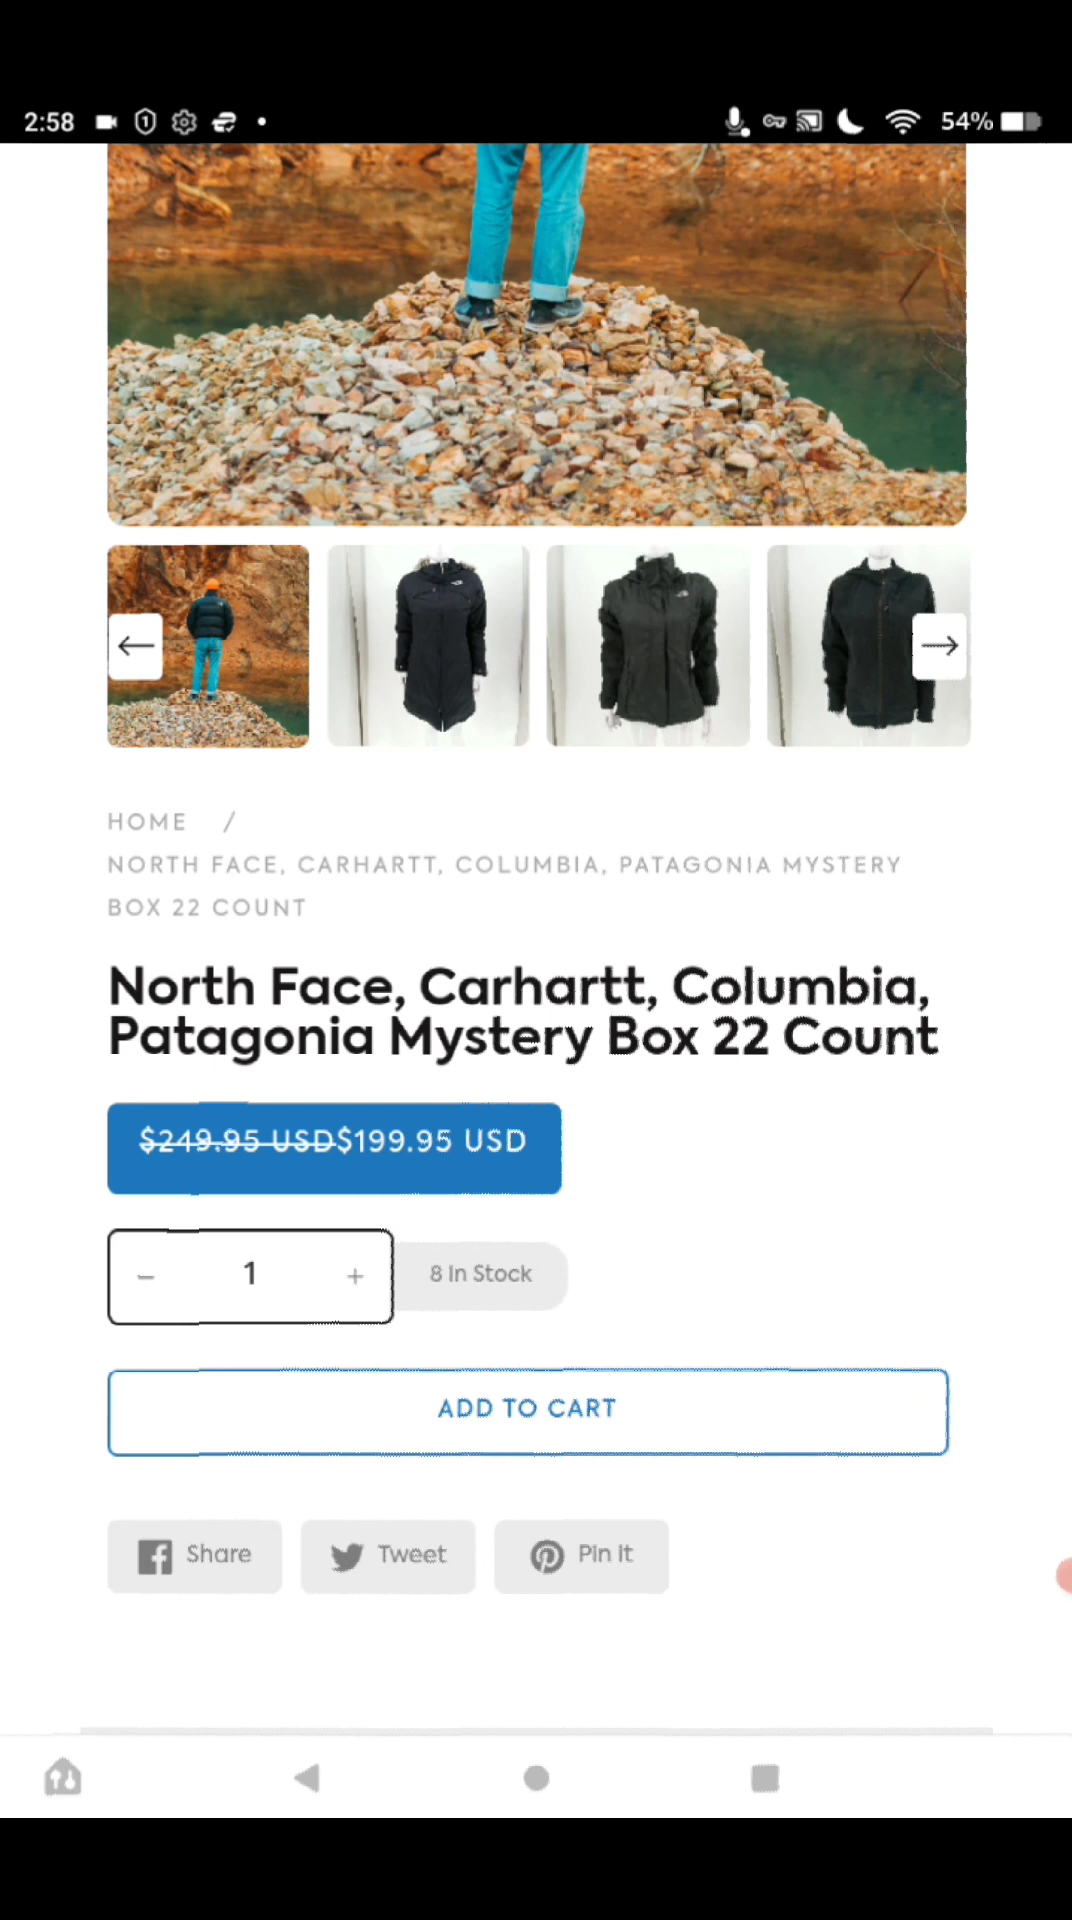 2:58
54%
HOME /
NORTH FACE, CARHARTT, COLUMBIA, PATAGONIA MYSTERY
BOX 22 COUNT
North Face, Carhartt, Columbia,
Patagonia Mystery Box 22 Count
$249.95 USD$199.95 USD
− 1 +
8 In Stock
ADD TO CART
Share Tweet Pin it